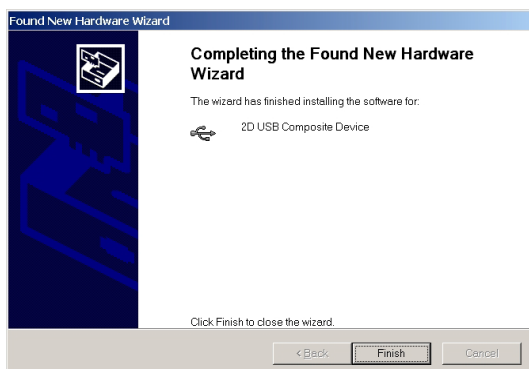 Found New Hardware Wizard
Completing the Found New Hardware
Wizard
The wizard has finished installing the software for:
2D USB Composite Device
Click Finish to close the wizard.
< Back Finish Cancel